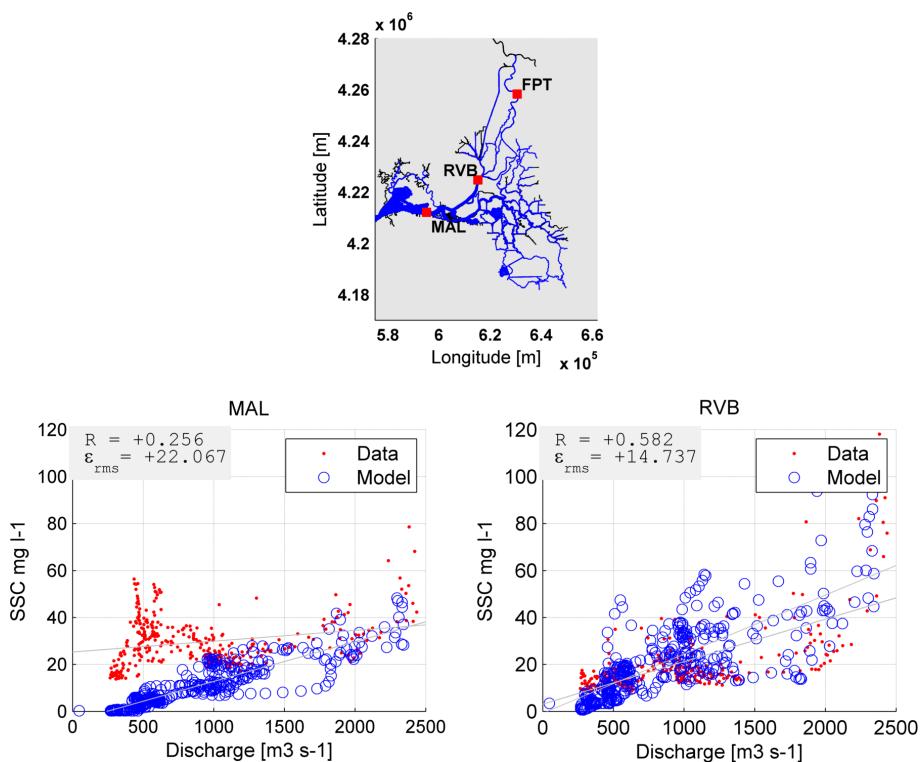 x 10^6
4.28
4.26
4.24
4.22
4.2
4.18
Latitude [m]
FPT
RVB
MAL
5.8 6 6.2 6.4 6.6
Longitude [m]
x 10^5
MAL
R = +0.256
ε_rms = +22.067
Data
Model
120
100
80
60
40
20
0
SSC mg l-1
0 500 1000 1500 2000 2500
Discharge [m3 s-1]
RVB
R = +0.582
ε_rms = +14.737
Data
Model
120
100
80
60
40
20
0
SSC mg l-1
0 500 1000 1500 2000 2500
Discharge [m3 s-1]